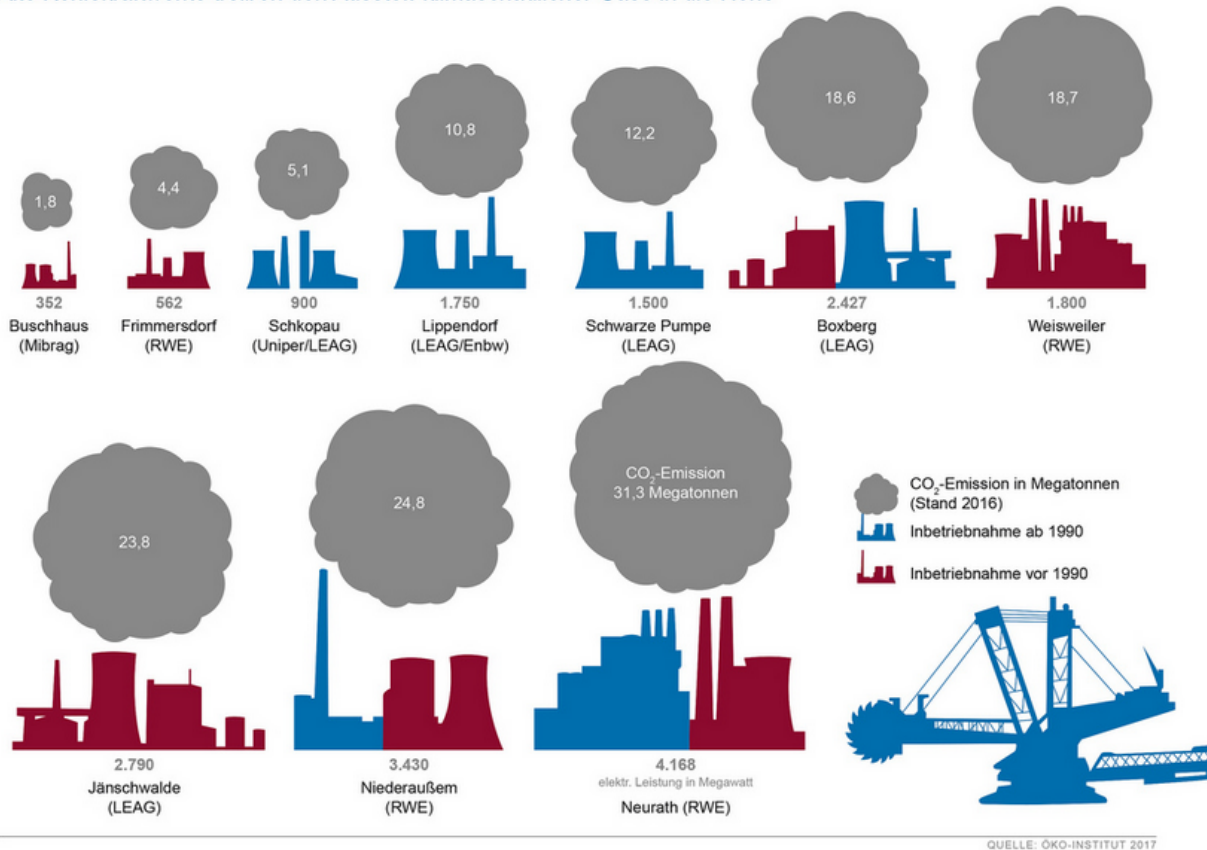 1,8
4,4
5,1
10,8
12,2
18,6
18,7
352
562
900
1.750
1.500
2.427
1.800
Buschhaus
(Mibrag)
Frimmersdorf
(RWE)
Schkopau
(Uniper/LEAG)
Lippendorf
(LEAG/Enbw)
Schwarze Pumpe
(LEAG)
Boxberg
(LEAG)
Weisweiler
(RWE)
23,8
24,8
CO₂-Emission
31,3 Megatonnen
CO₂-Emission in Megatonnen
(Stand 2016)
Inbetriebnahme ab 1990
Inbetriebnahme vor 1990
2.790
Jänschwalde
(LEAG)
3.430
Niederaußem
(RWE)
4.168
elektr. Leistung in Megawatt
Neurath (RWE)
QUELLE: ÖKO-INSTITUT 2017